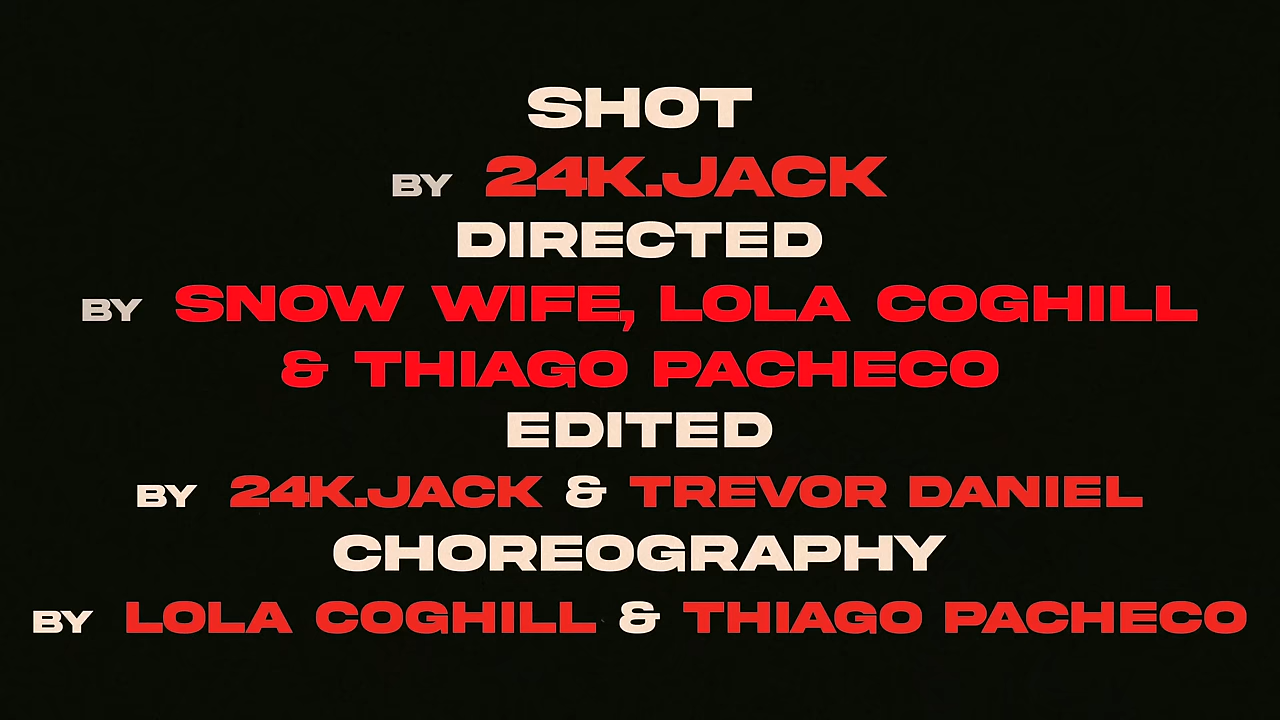 SHOT
BY 24K.JACK
DIRECTED
BY SNOW WIFE, LOLA COGHILL
& THIAGO PACHECO
EDITED
BY 24K.JACK & TREVOR DANIEL
CHOREOGRAPHY
BY LOLA COGHILL & THIAGO PACHECO